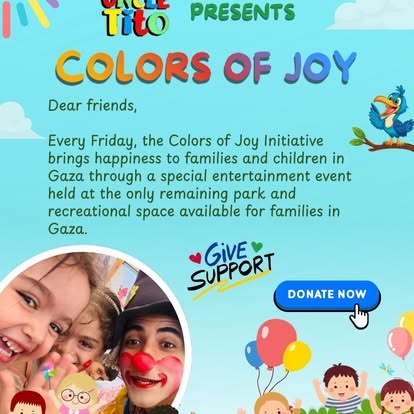 UNCLE
TITO
PRESENTS
COLORS OF JOY
Dear friends,
Every Friday, the Colors of Joy Initiative
brings happiness to families and children in
Gaza through a special entertainment event
held at the only remaining park and
recreational space available for families in
Gaza.
GIVE
SUPPORT
DONATE NOW